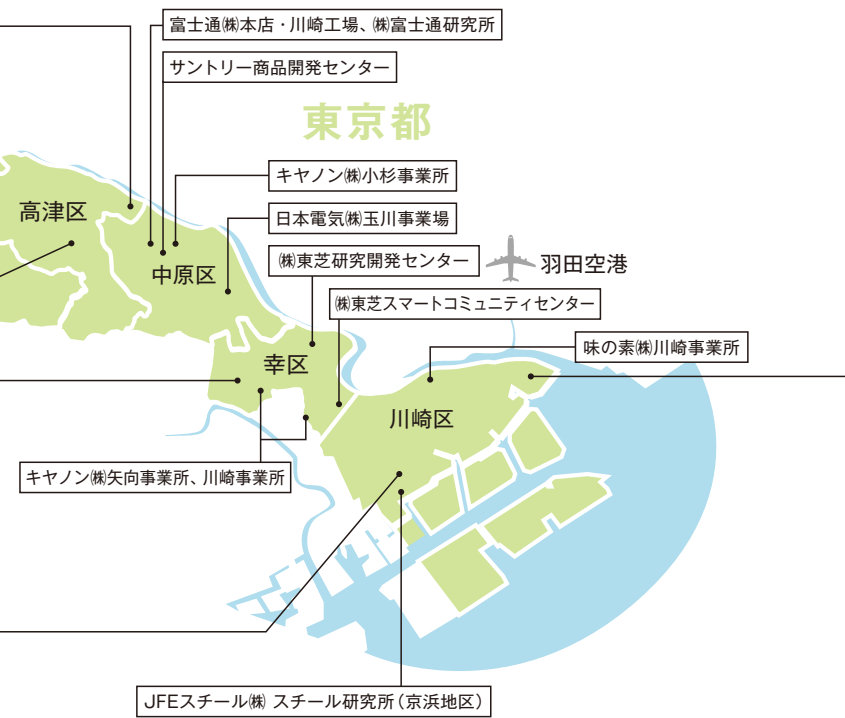 富士通㈱本店・川崎工場、㈱富士通研究所
サントリー商品開発センター
東京都
キヤノン㈱小杉事業所
高津区
日本電気㈱玉川事業場
㈱東芝研究開発センター
羽田空港
中原区
㈱東芝スマートコミュニティセンター
味の素㈱川崎事業所
幸区
川崎区
キヤノン㈱矢向事業所、川崎事業所
JFEスチール㈱ スチール研究所（京浜地区）